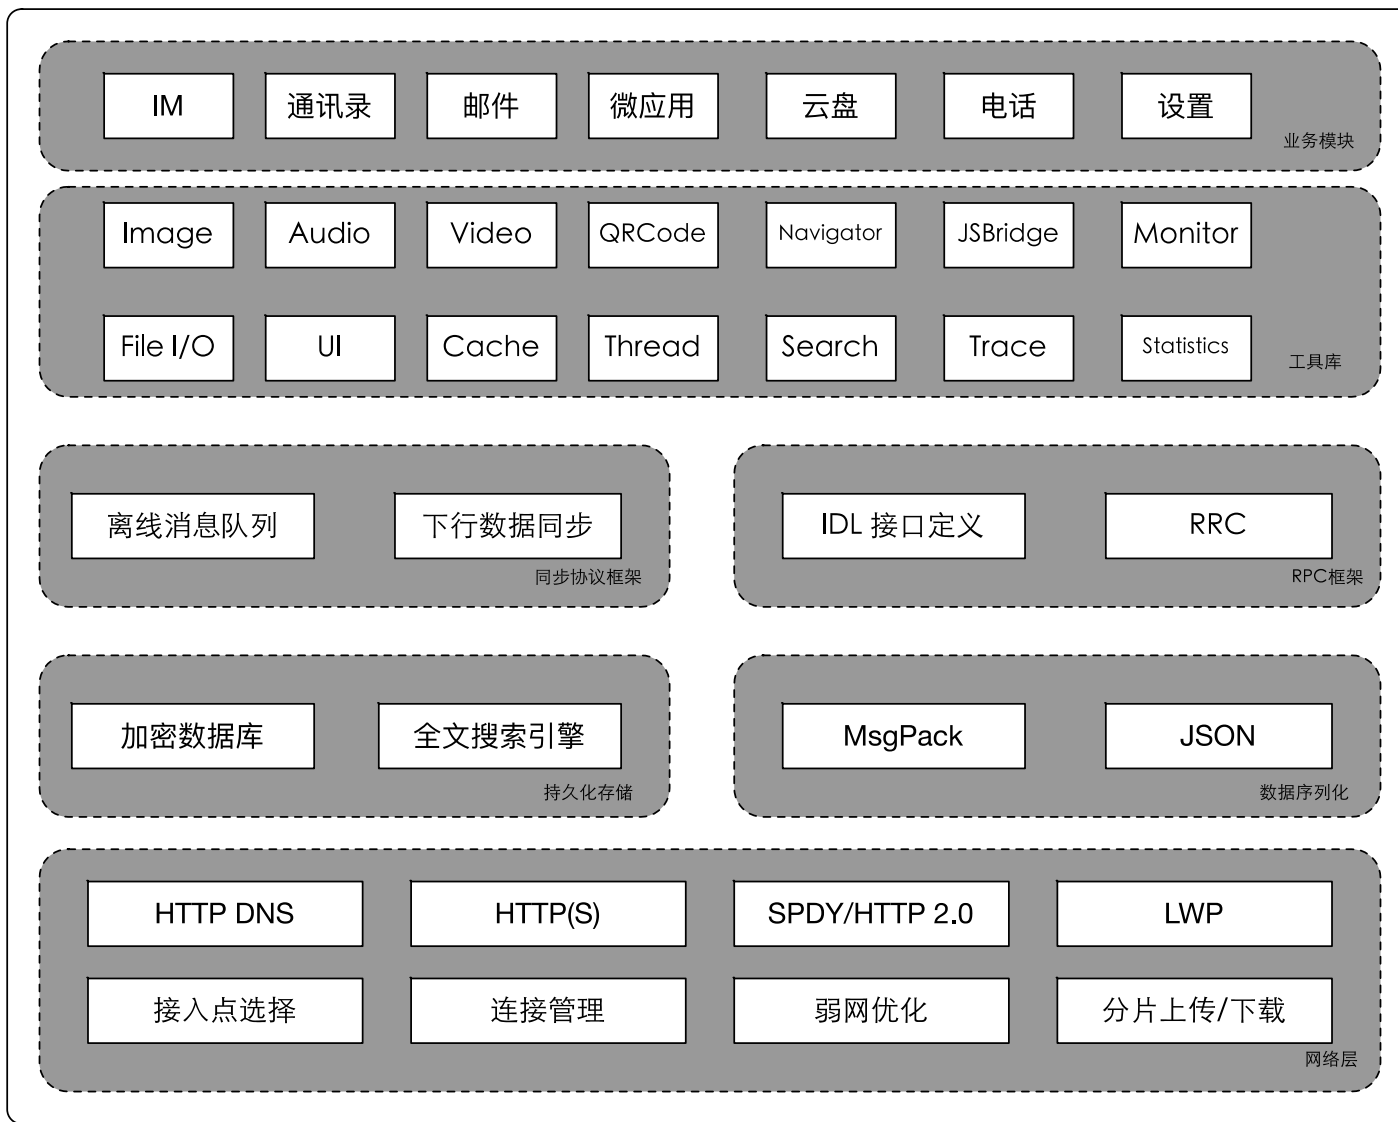 IM 通讯录 邮件 微应用 云盘 电话 设置
业务模块
Image Audio Video QRCode Navigator JSBridge Monitor
File I/O UI Cache Thread Search Trace Statistics
工具库
离线消息队列 下行数据同步
同步协议框架
IDL 接口定义 RRC
RPC框架
加密数据库 全文搜索引擎
持久化存储
MsgPack JSON
数据序列化
HTTP DNS HTTP(S) SPDY/HTTP 2.0 LWP
接入点选择 连接管理 弱网优化 分片上传/下载
网络层